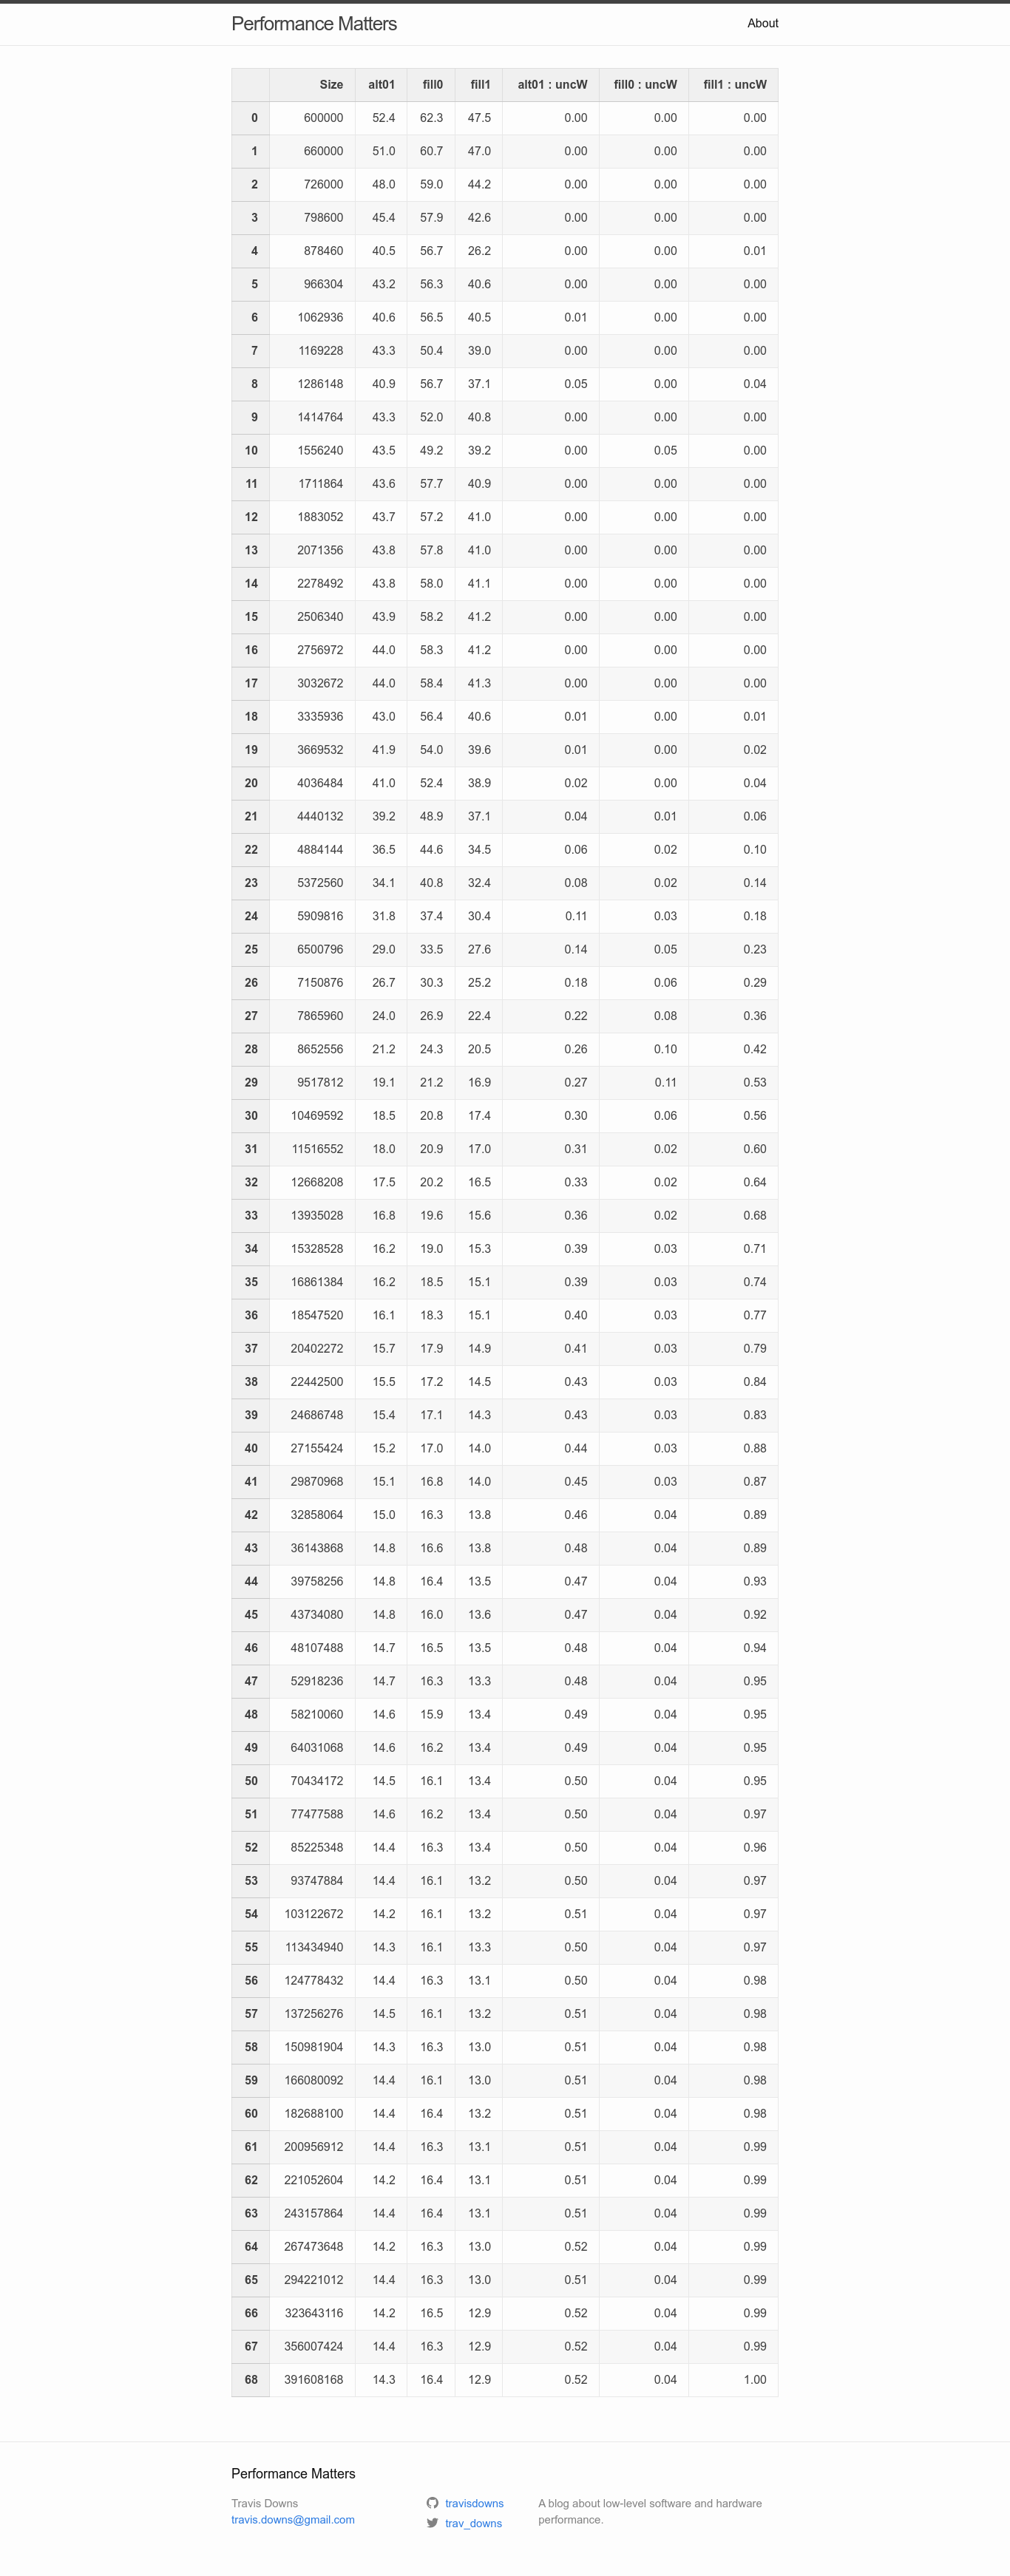 Performance Matters About
Size alt01 fill0 fill1 alt01 : uncW fill0 : uncW fill1 : uncW
0 600000 52.4 62.3 47.5 0.00 0.00 0.00
1 660000 51.0 60.7 47.0 0.00 0.00 0.00
2 726000 48.0 59.0 44.2 0.00 0.00 0.00
3 798600 45.4 57.9 42.6 0.00 0.00 0.00
4 878460 40.5 56.7 26.2 0.00 0.00 0.01
5 966304 43.2 56.3 40.6 0.00 0.00 0.00
6 1062936 40.6 56.5 40.5 0.01 0.00 0.00
7 1169228 43.3 50.4 39.0 0.00 0.00 0.00
8 1286148 40.9 56.7 37.1 0.05 0.00 0.04
9 1414764 43.3 52.0 40.8 0.00 0.00 0.00
10 1556240 43.5 49.2 39.2 0.00 0.05 0.00
11 1711864 43.6 57.7 40.9 0.00 0.00 0.00
12 1883052 43.7 57.2 41.0 0.00 0.00 0.00
13 2071356 43.8 57.8 41.0 0.00 0.00 0.00
14 2278492 43.8 58.0 41.1 0.00 0.00 0.00
15 2506340 43.9 58.2 41.2 0.00 0.00 0.00
16 2756972 44.0 58.3 41.2 0.00 0.00 0.00
17 3032672 44.0 58.4 41.3 0.00 0.00 0.00
18 3335936 43.0 56.4 40.6 0.01 0.00 0.01
19 3669532 41.9 54.0 39.6 0.01 0.00 0.02
20 4036484 41.0 52.4 38.9 0.02 0.00 0.04
21 4440132 39.2 48.9 37.1 0.04 0.01 0.06
22 4884144 36.5 44.6 34.5 0.06 0.02 0.10
23 5372560 34.1 40.8 32.4 0.08 0.02 0.14
24 5909816 31.8 37.4 30.4 0.11 0.03 0.18
25 6500796 29.0 33.5 27.6 0.14 0.05 0.23
26 7150876 26.7 30.3 25.2 0.18 0.06 0.29
27 7865960 24.0 26.9 22.4 0.22 0.08 0.36
28 8652556 21.2 24.3 20.5 0.26 0.10 0.42
29 9517812 19.1 21.2 16.9 0.27 0.11 0.53
30 10469592 18.5 20.8 17.4 0.30 0.06 0.56
31 11516552 18.0 20.9 17.0 0.31 0.02 0.60
32 12668208 17.5 20.2 16.5 0.33 0.02 0.64
33 13935028 16.8 19.6 15.6 0.36 0.02 0.68
34 15328528 16.2 19.0 15.3 0.39 0.03 0.71
35 16861384 16.2 18.5 15.1 0.39 0.03 0.74
36 18547520 16.1 18.3 15.1 0.40 0.03 0.77
37 20402272 15.7 17.9 14.9 0.41 0.03 0.79
38 22442500 15.5 17.2 14.5 0.43 0.03 0.84
39 24686748 15.4 17.1 14.3 0.43 0.03 0.83
40 27155424 15.2 17.0 14.0 0.44 0.03 0.88
41 29870968 15.1 16.8 14.0 0.45 0.03 0.87
42 32858064 15.0 16.3 13.8 0.46 0.04 0.89
43 36143868 14.8 16.6 13.8 0.48 0.04 0.89
44 39758256 14.8 16.4 13.5 0.47 0.04 0.93
45 43734080 14.8 16.0 13.6 0.47 0.04 0.92
46 48107488 14.7 16.5 13.5 0.48 0.04 0.94
47 52918236 14.7 16.3 13.3 0.48 0.04 0.95
48 58210060 14.6 15.9 13.4 0.49 0.04 0.95
49 64031068 14.6 16.2 13.4 0.49 0.04 0.95
50 70434172 14.5 16.1 13.4 0.50 0.04 0.95
51 77477588 14.6 16.2 13.4 0.50 0.04 0.97
52 85225348 14.4 16.3 13.4 0.50 0.04 0.96
53 93747884 14.4 16.1 13.2 0.50 0.04 0.97
54 103122672 14.2 16.1 13.2 0.51 0.04 0.97
55 113434940 14.3 16.1 13.3 0.50 0.04 0.97
56 124778432 14.4 16.3 13.1 0.50 0.04 0.98
57 137256276 14.5 16.1 13.2 0.51 0.04 0.98
58 150981904 14.3 16.3 13.0 0.51 0.04 0.98
59 166080092 14.4 16.1 13.0 0.51 0.04 0.98
60 182688100 14.4 16.4 13.2 0.51 0.04 0.98
61 200956912 14.4 16.3 13.1 0.51 0.04 0.99
62 221052604 14.2 16.4 13.1 0.51 0.04 0.99
63 243157864 14.4 16.4 13.1 0.51 0.04 0.99
64 267473648 14.2 16.3 13.0 0.52 0.04 0.99
65 294221012 14.4 16.3 13.0 0.51 0.04 0.99
66 323643116 14.2 16.5 12.9 0.52 0.04 0.99
67 356007424 14.4 16.3 12.9 0.52 0.04 0.99
68 391608168 14.3 16.4 12.9 0.52 0.04 1.00
Performance Matters
Travis Downs
travis.downs@gmail.com
travisdowns
trav_downs
A blog about low-level software and hardware
performance.